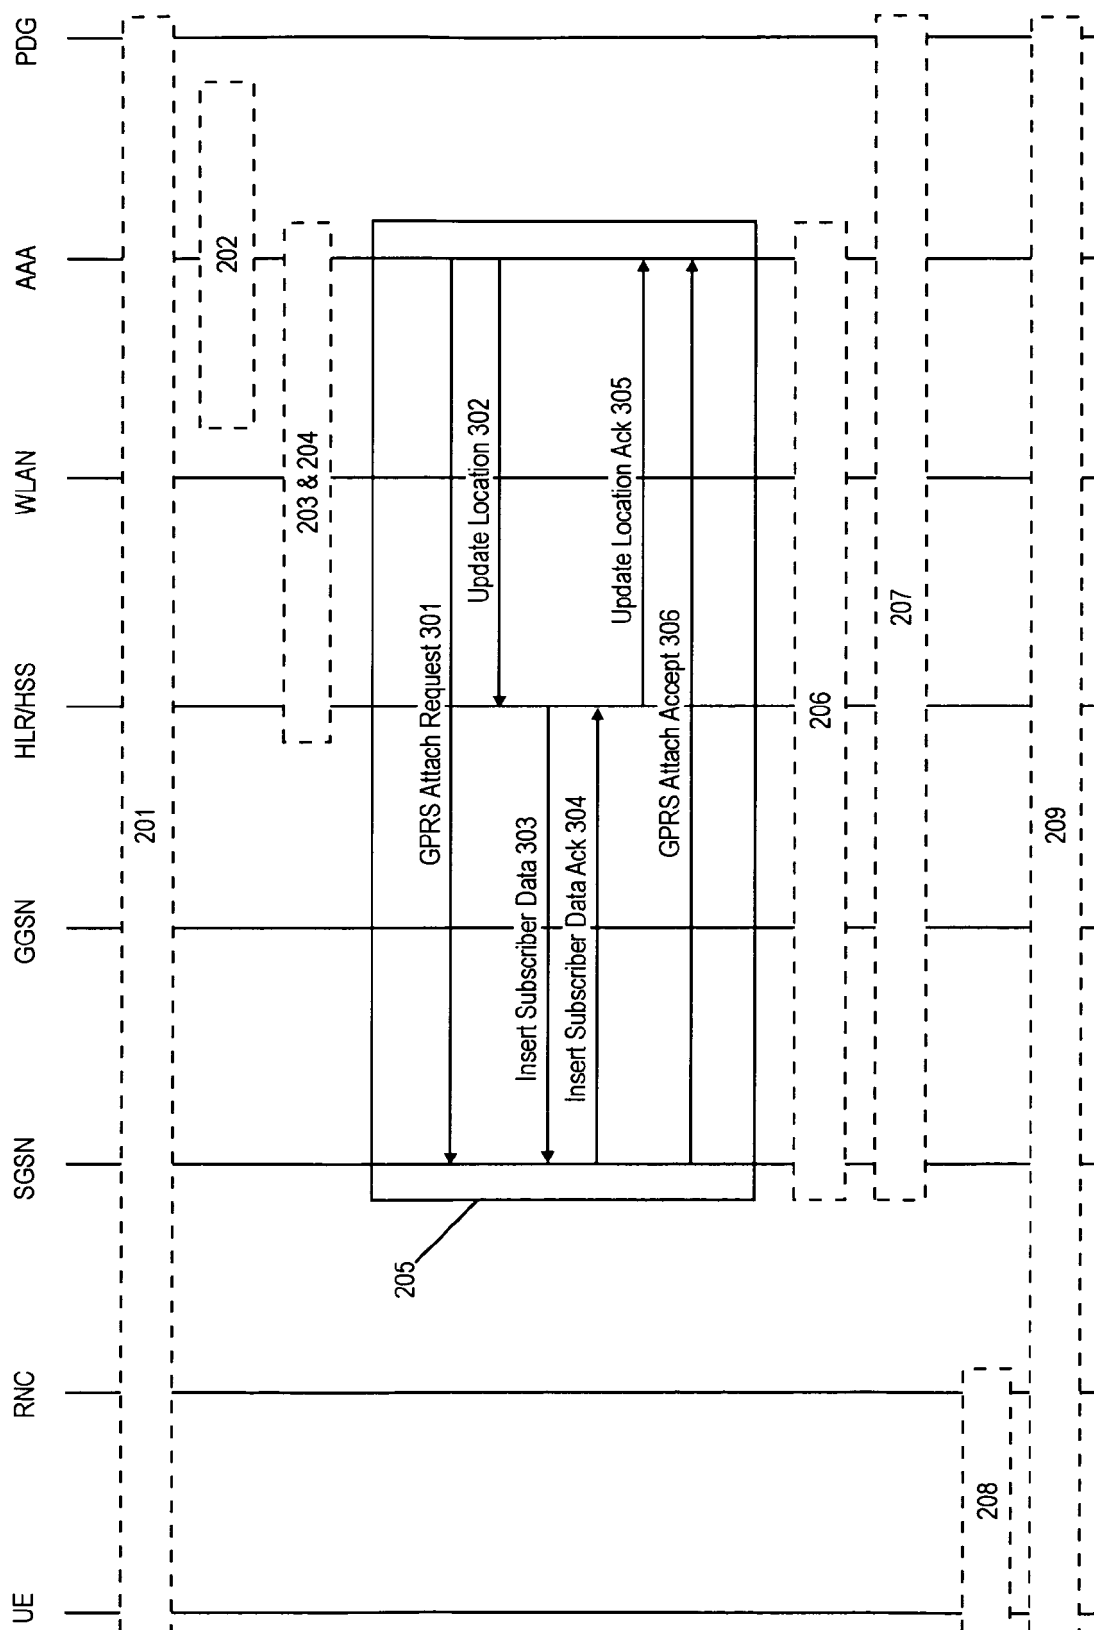 UE
RNC
SGSN
GGSN
HLR/HSS
WLAN
AAA
PDG
201
202
203 & 204
205
GPRS Attach Request 301
Update Location 302
Insert Subscriber Data 303
Insert Subscriber Data Ack 304
Update Location Ack 305
GPRS Attach Accept 306
206
207
208
209